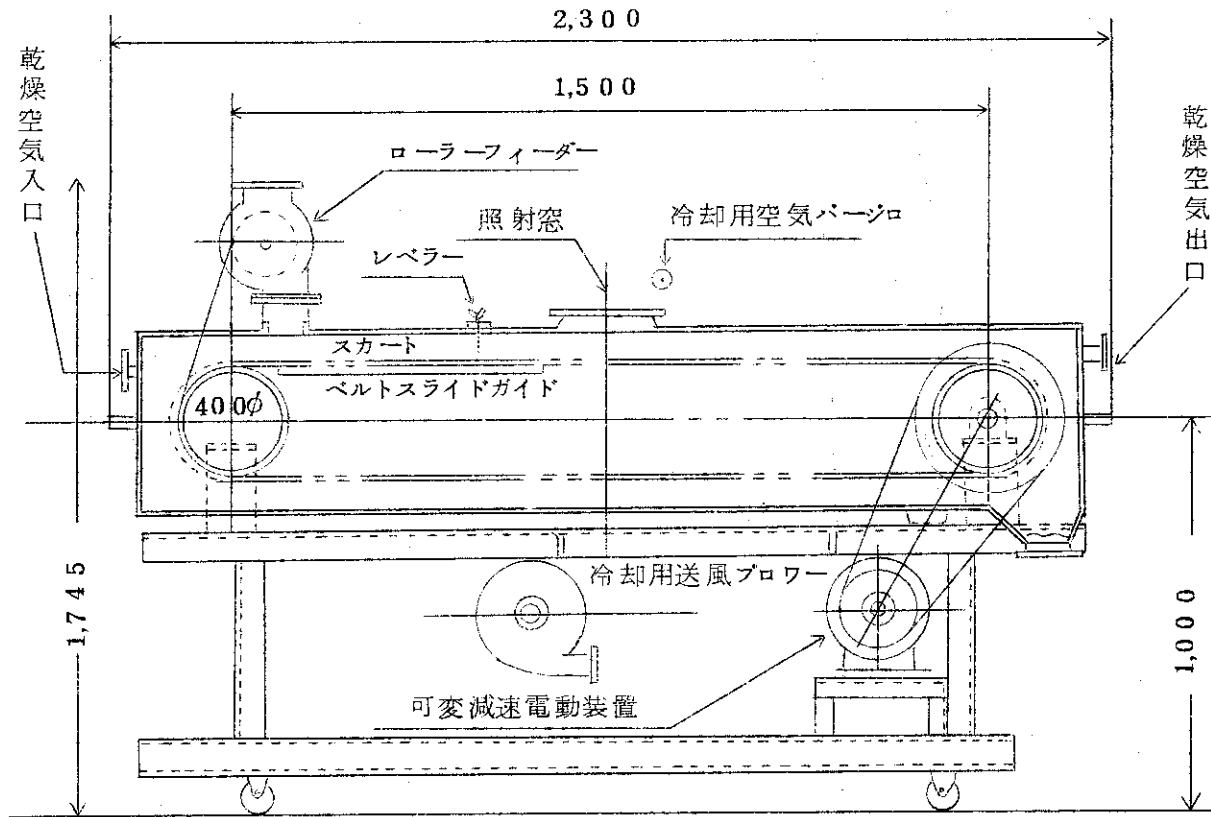 2,300
乾燥空気入口
1,500
乾燥空気出口
ローラーフィーダー
照射窓
冷却用空気パージロ
レベラー
スカート
ベルトスライドガイド
400φ
冷却用送風ブロワー
1,745
1,000
可変減速電動装置